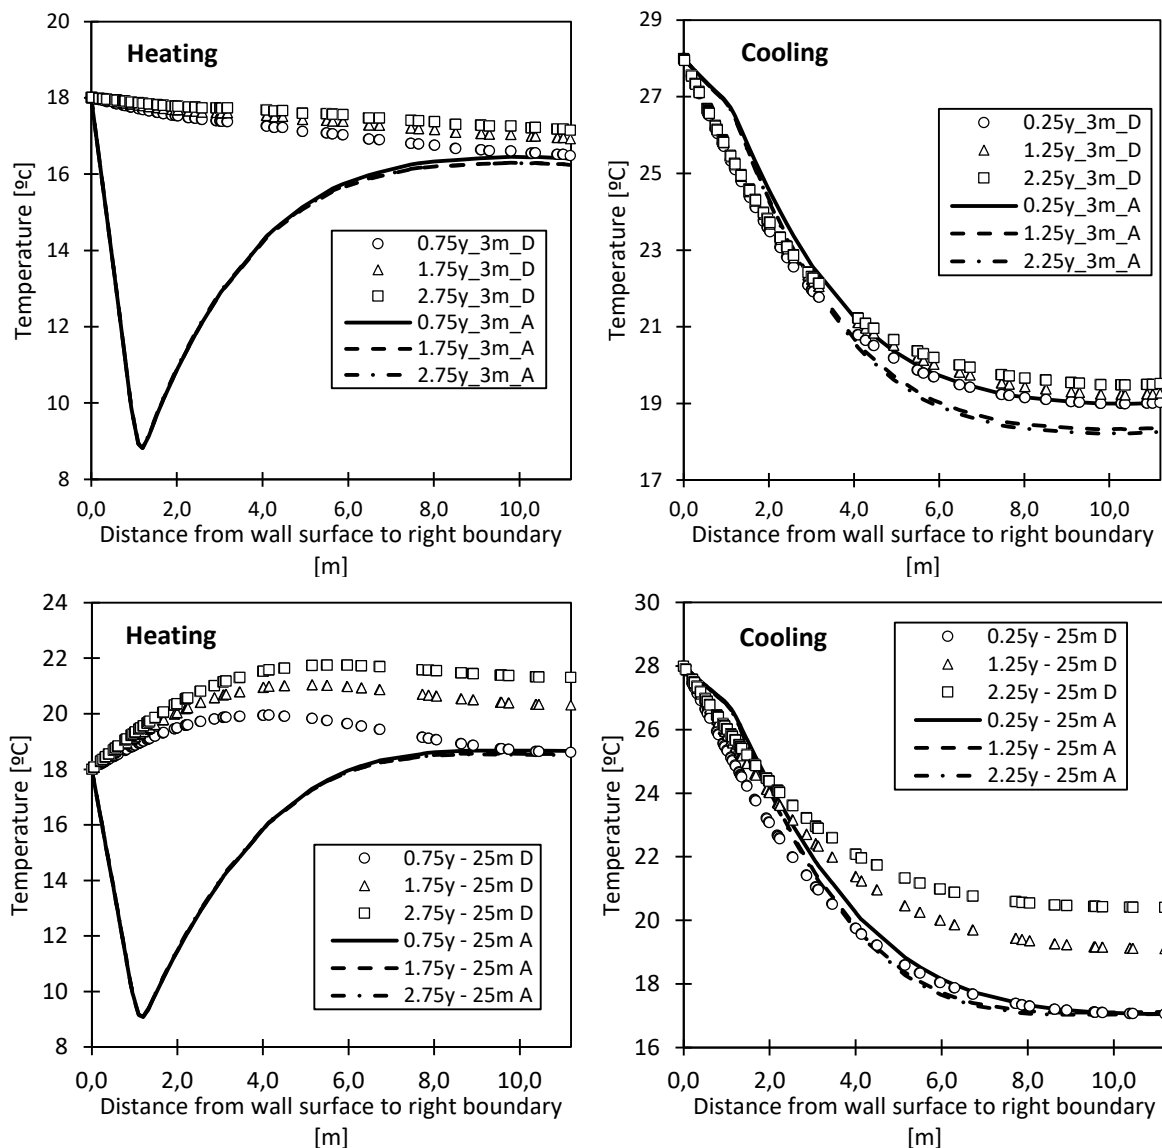 Heating
Temperature [ºC]
20
18
16
14
12
10
8
0,0 2,0 4,0 6,0 8,0 10,0
Distance from wall surface to right boundary
[m]
0.75y_3m_D
1.75y_3m_D
2.75y_3m_D
0.75y_3m_A
1.75y_3m_A
2.75y_3m_A
Cooling
Temperature [ºC]
29
27
25
23
21
19
17
0,0 2,0 4,0 6,0 8,0 10,0
Distance from wall surface to right boundary
[m]
0.25y_3m_D
1.25y_3m_D
2.25y_3m_D
0.25y_3m_A
1.25y_3m_A
2.25y_3m_A
Heating
Temperature [ºC]
24
22
20
18
16
14
12
10
8
0,0 2,0 4,0 6,0 8,0 10,0
Distance from wall surface to right boundary
[m]
0.75y - 25m D
1.75y - 25m D
2.75y - 25m D
0.75y - 25m A
1.75y - 25m A
2.75y - 25m A
Cooling
Temperature [ºC]
30
28
26
24
22
20
18
16
0,0 2,0 4,0 6,0 8,0 10,0
Distance from wall surface to right boundary
[m]
0.25y - 25m D
1.25y - 25m D
2.25y - 25m D
0.25y - 25m A
1.25y - 25m A
2.25y - 25m A